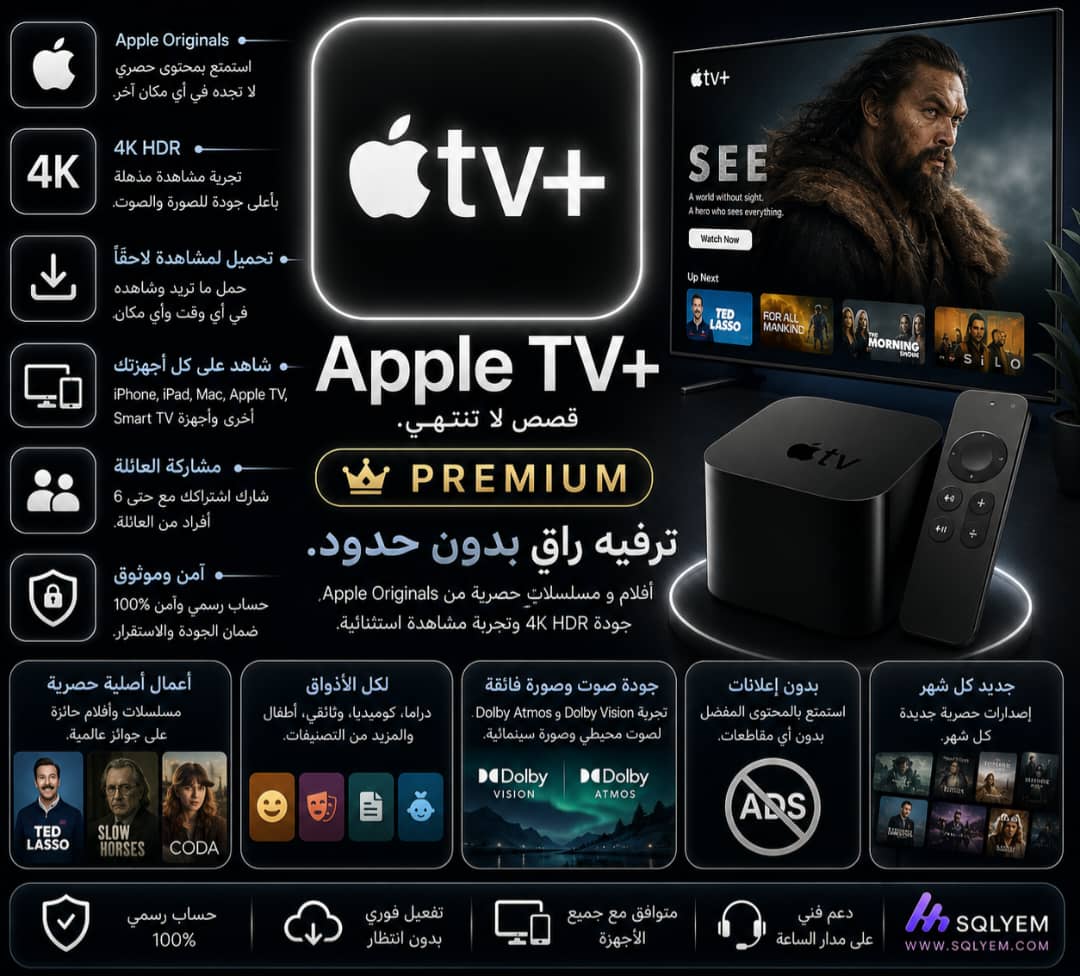 Apple Originals
استمتع بمحتوى حصري
لا تجده في أي مكان آخر.
4K
4K HDR
تجربة مشاهدة مذهلة
بأعلى جودة للصورة والصوت.
تحميل لمشاهدة لاحقًاً
حمل ما تريد وشاهده
في أي وقت وأي مكان.
شاهد على كل أجهزتك
iPhone, iPad, Mac, Apple TV,
Smart TV أخرى وأجهزة
مشاركة العائلة
شارك اشتراكك مع حتى 6
أفراد من العائلة.
آمن وموثوق
حساب رسمي وآمن 100%
ضمان الجودة والاستقرار.
tv+
Apple TV+
قصص لا تنتهي.
PREMIUM
ترفيه راقٍ بدون حدود.
أفلام و مسلسلات حصرية من Apple Originals,
جودة 4K HDR وتجربة مشاهدة استثنائية.
tv+
SEE
A world without sight.
A hero who sees everything.
Watch Now
Up Next
TED LASSO
FOR ALL MANKIND
THE MORNING SHOW
SILO
tv
أعمال أصلية حصرية
مسلسلات وأفلام حائزة
على جوائز عالمية.
TED
LASSO
SLOW
HORSES
CODA
لكل الأذواق
دراما، كوميديا، وثائقي، أطفال
والمزيد من التصنيفات.
جودة صوت وصورة فائقة
تجربة Dolby Vision و Dolby Atmos.
لصوت محيطي وصورة سينمائية.
Dolby
VISION
Dolby
ATMOS
بدون إعلانات
استمتع بالمحتوى المفضل
بدون أي مقاطعات.
ADS
جديد كل شهر
إصدارات حصرية جديدة
كل شهر.
حساب رسمي
100%
تفعيل فوري
بدون انتظار
متوافق مع جميع
الأجهزة
دعم فني
على مدار الساعة
SQLYEM
WWW.SQLYEM.COM